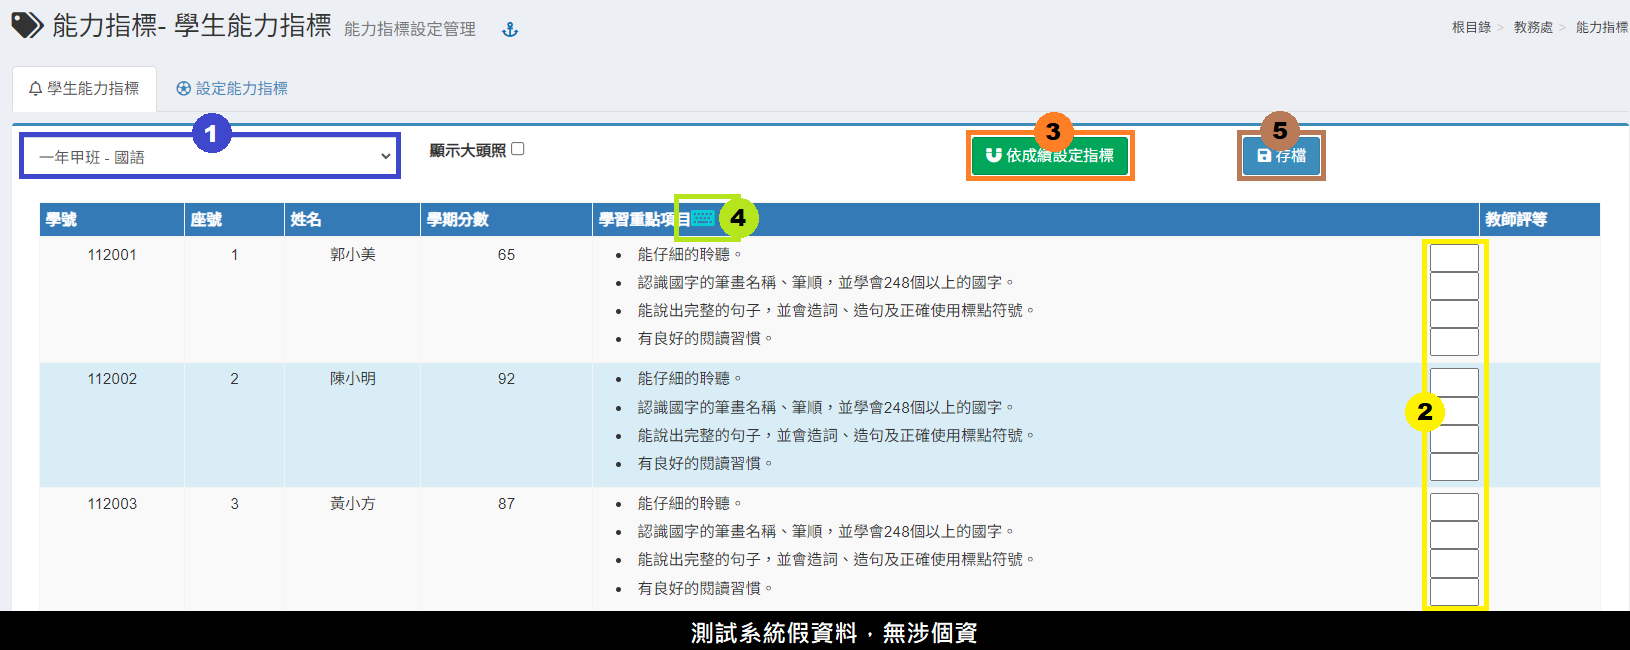 能力指標- 學生能力指標 能力指標設定管理
根目錄 > 教務處 > 能力指標
學生能力指標 設定能力指標
1 3 5
一年甲班 - 國語 顯示大頭照 依成績設定指標 存檔
學號 座號 姓名 學期分數 學習重點項目 4 教師評等
112001 1 郭小美 65 • 能仔細的聆聽。
• 認識國字的筆畫名稱、筆順，並學會248個以上的國字。
• 能說出完整的句子，並會造詞、造句及正確使用標點符號。
• 有良好的閱讀習慣。
112002 2 陳小明 92 • 能仔細的聆聽。
• 認識國字的筆畫名稱、筆順，並學會248個以上的國字。
2
• 能說出完整的句子，並會造詞、造句及正確使用標點符號。
• 有良好的閱讀習慣。
112003 3 黃小方 87 • 能仔細的聆聽。
• 認識國字的筆畫名稱、筆順，並學會248個以上的國字。
• 能說出完整的句子，並會造詞、造句及正確使用標點符號。
• 有良好的閱讀習慣。
測試系統假資料，無涉個資